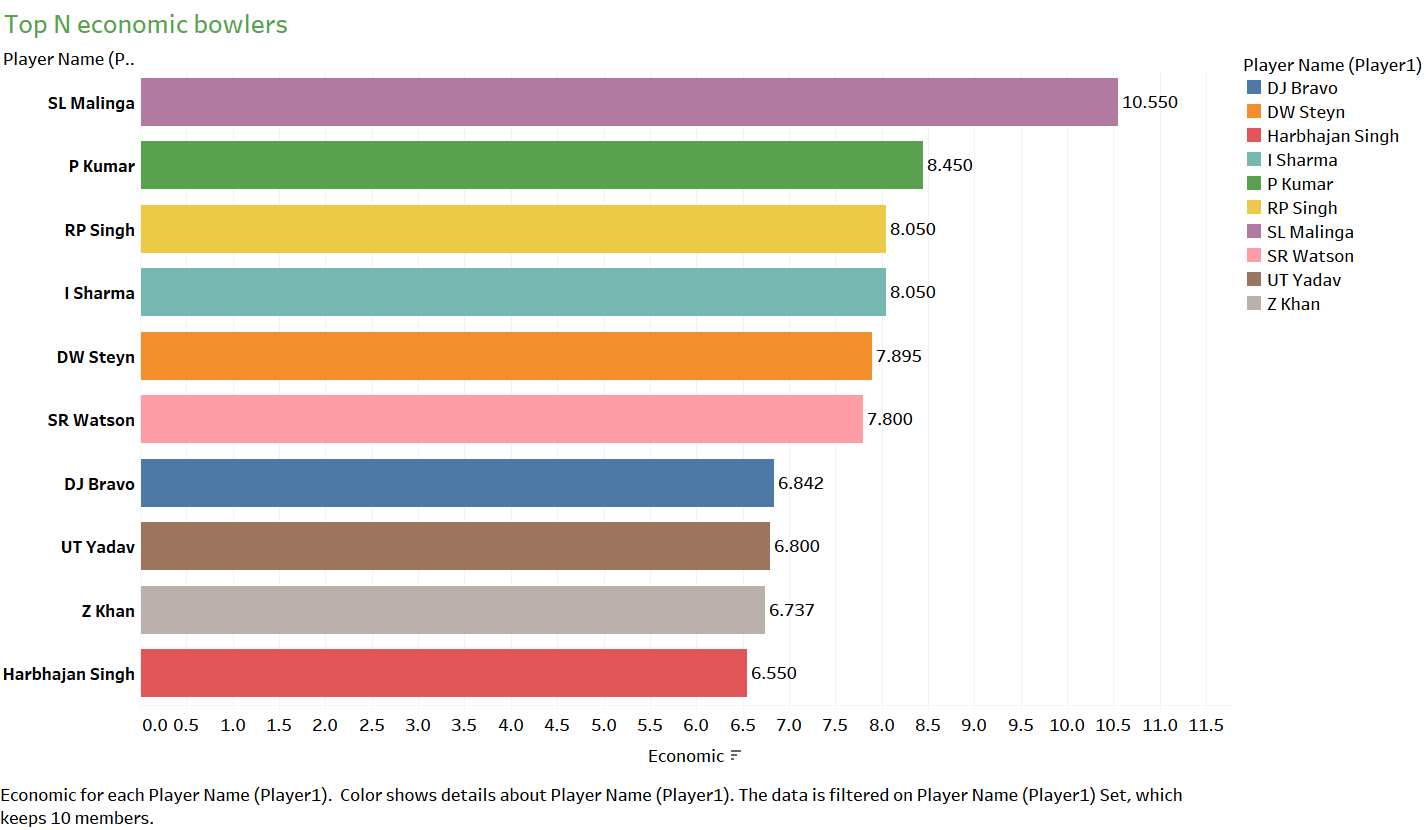 Top N economic bowlers
Player Name (P..
SL Malinga
10.550
P Kumar
8.450
RP Singh
8.050
I Sharma
8.050
DW Steyn
7.895
SR Watson
7.800
DJ Bravo
6.842
UT Yadav
6.800
Z Khan
6.737
Harbhajan Singh
6.550
0.0 0.5 1.0 1.5 2.0 2.5 3.0 3.5 4.0 4.5 5.0 5.5 6.0 6.5 7.0 7.5 8.0 8.5 9.0 9.5 10.0 10.5 11.0 11.5
Economic
Player Name (Player1)
DJ Bravo
DW Steyn
Harbhajan Singh
I Sharma
P Kumar
RP Singh
SL Malinga
SR Watson
UT Yadav
Z Khan
Economic for each Player Name (Player1).  Color shows details about Player Name (Player1). The data is filtered on Player Name (Player1) Set, which
keeps 10 members.